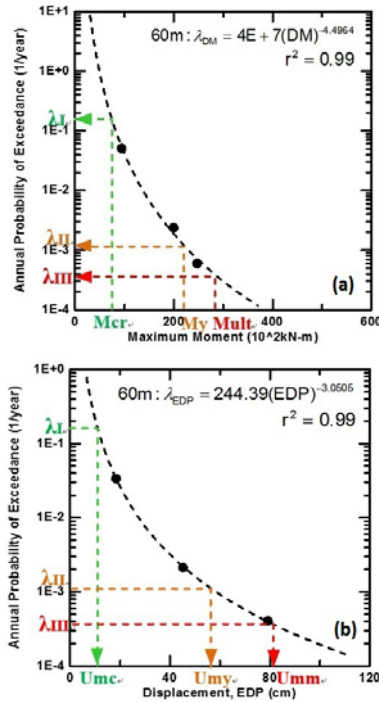 1E+1
1E+0
1E-1
1E-2
1E-3
1E-4
Annual Probability of Exceedance (1/year)
60m : λDM = 4E + 7(DM)^-4.4964
r² = 0.99
λI
λII
λIII
(a)
Mcr My Mult
0 200 400 600
Maximum Moment (10^2kN-m)
1E+0
1E-1
1E-2
1E-3
1E-4
Annual Probability of Exceedance (1/year)
60m : λEDP = 244.39(EDP)^-3.0505
r² = 0.99
λI
λII
λIII
(b)
Umc Umy Umm
0 40 80 120
Displacement, EDP (cm)